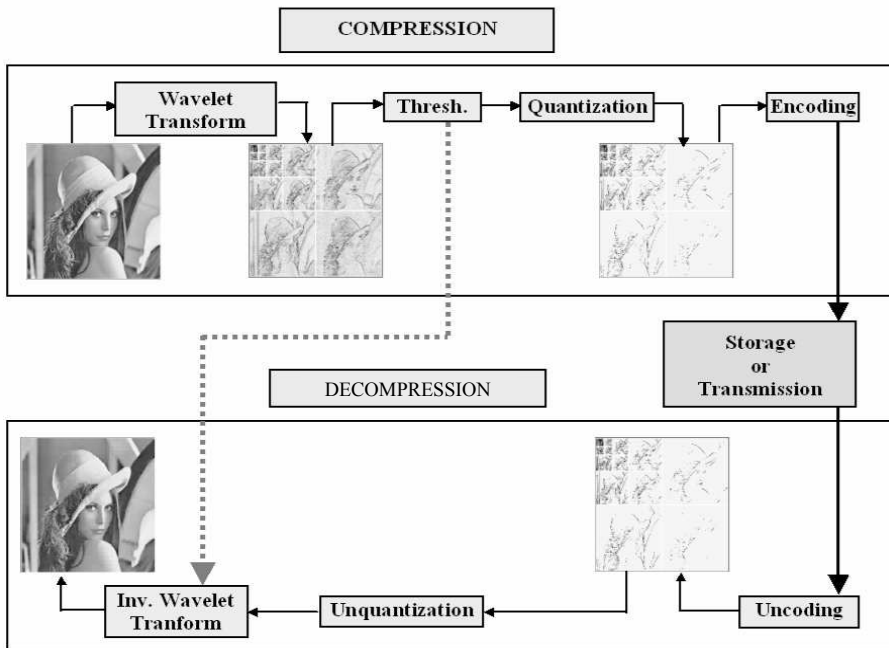 COMPRESSION
Wavelet
Transform
Thresh.
Quantization
Encoding
Storage
or
Transmission
DECOMPRESSION
Inv. Wavelet
Tranform
Unquantization
Uncoding